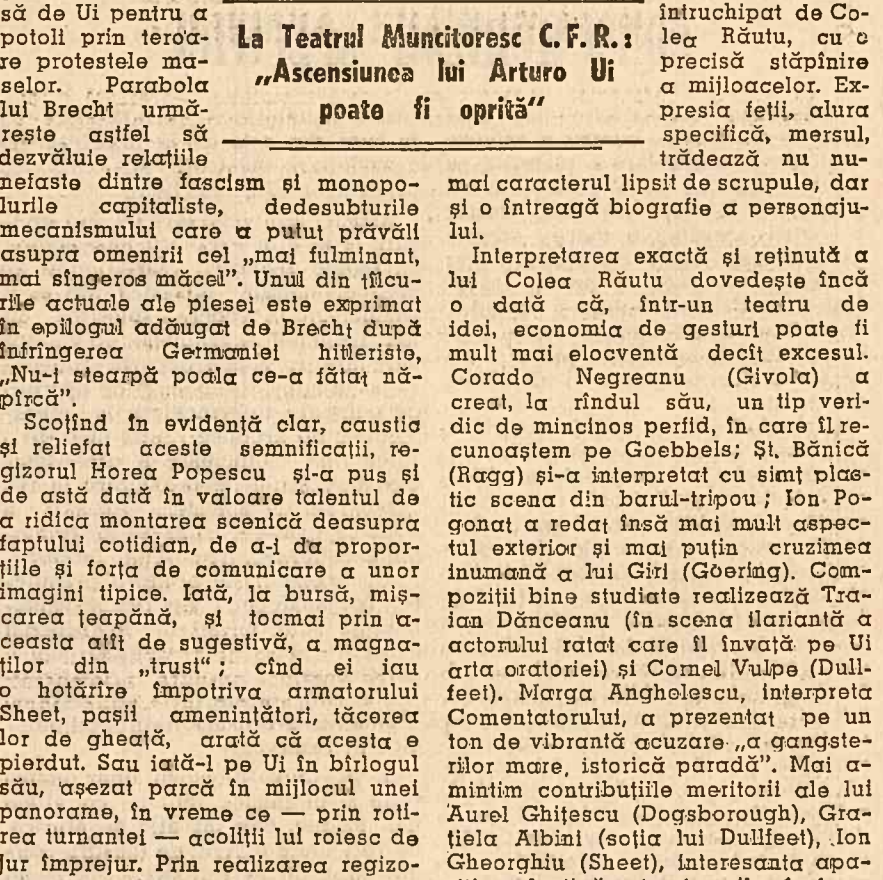 La Teatrul Muncitoresc C.F.R.:
„Ascensiunea lui Arturo Ui
poate fi oprită"
să de Ui pentru a
potoli prin teroa-
re protestele ma-
selor. Parabola
lui Brecht urmă-
rește astfel să
dezvăluie relațiile
nefaste dintre fascism și monopo-
lurile capitaliste, dedesubturile
mecanismului care a putut prăvăli
asupra omenirii cel „mai fulminant,
mai sîngeros măcel". Unul din tîlcu-
rile actuale ale piesei este exprimat
în epilogul adăugat de Brecht după
înfrîngerea Germaniei hitleriste,
„Nu-i stearpă poala ce-a fătat nă-
pîrcă".
Scoțînd în evidență clar, caustic
și reliefat aceste semnificații, re-
gizorul Horea Popescu și-a pus și
de astă dată în valoare talentul de
a ridica montarea scenică deasupra
faptului cotidian, de a-i da propor-
țiile și forța de comunicare a unor
imagini tipice. Iată, la bursă, miș-
carea țeapănă, și tocmai prin a-
ceasta atît de sugestivă, a magna-
ților din „trust"; cînd ei iau
o hotărîre împotriva armatorului
Sheet, pașii amenințători, tăcerea
lor de gheață, arată că acesta e
pierdut. Sau iată-l pe Ui în bîrlogul
său, așezat parcă în mijlocul unei
panorame, în vreme ce — prin roti-
rea turnantei — acoliții lui roiesc de
jur împrejur. Prin realizarea regizo-
întruchipat de Co-
lea Răutu, cu o
precisă stăpînire
a mijloacelor. Ex-
presia feții, alura
specifică, mersul,
trădează nu nu-
mai caracterul lipsit de scrupule, dar
și o întreagă biografie a personaju-
lui.
Interpretarea exactă și reținută a
lui Colea Răutu dovedește încă
o dată că, într-un teatru de
idei, economia de gesturi poate fi
mult mai elocventă decît excesul.
Corado Negreanu (Givola) a
creat, la rîndul său, un tip veri-
dic de mincinos perfid, în care îl re-
cunoaștem pe Goebbels; Șt. Bănică
(Ragg) și-a interpretat cu simț plas-
tic scena din barul-tripou; Ion Po-
gonat a redat însă mai mult aspec-
tul exterior și mai puțin cruzimea
inumană a lui Giri (Göering). Com-
poziții bine studiate realizează Tra-
ian Dănceanu (în scena ilariantă a
actorului ratat care îl învață pe Ui
arta oratoriei) și Cornel Vulpe (Dull-
feet). Marga Anghelescu, interpreta
Comentatorului, a prezentat pe un
ton de vibrantă acuzare „a gangste-
rilor mare, istorică paradă". Mai a-
mintim contribuțiile meritorii ale lui
Aurel Ghițescu (Dogsborough), Gra-
țiela Albini (soția lui Dullfeet), Ion
Gheorghiu (Sheet), interesanta apa-